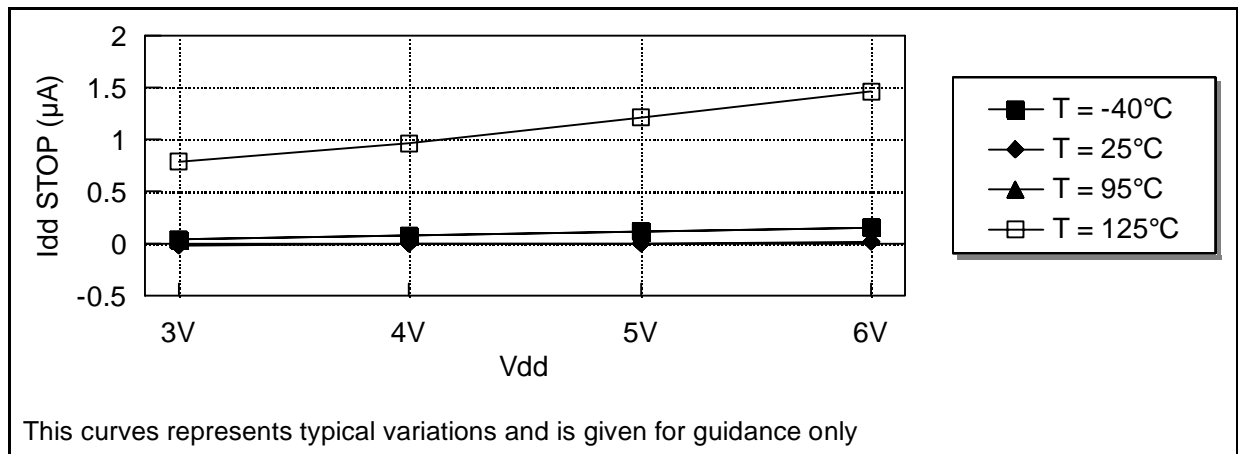 2
1.5
1
0.5
0
-0.5
Idd STOP (µA)
3V
4V
5V
6V
Vdd
T = -40°C
T = 25°C
T = 95°C
T = 125°C
This curves represents typical variations and is given for guidance only